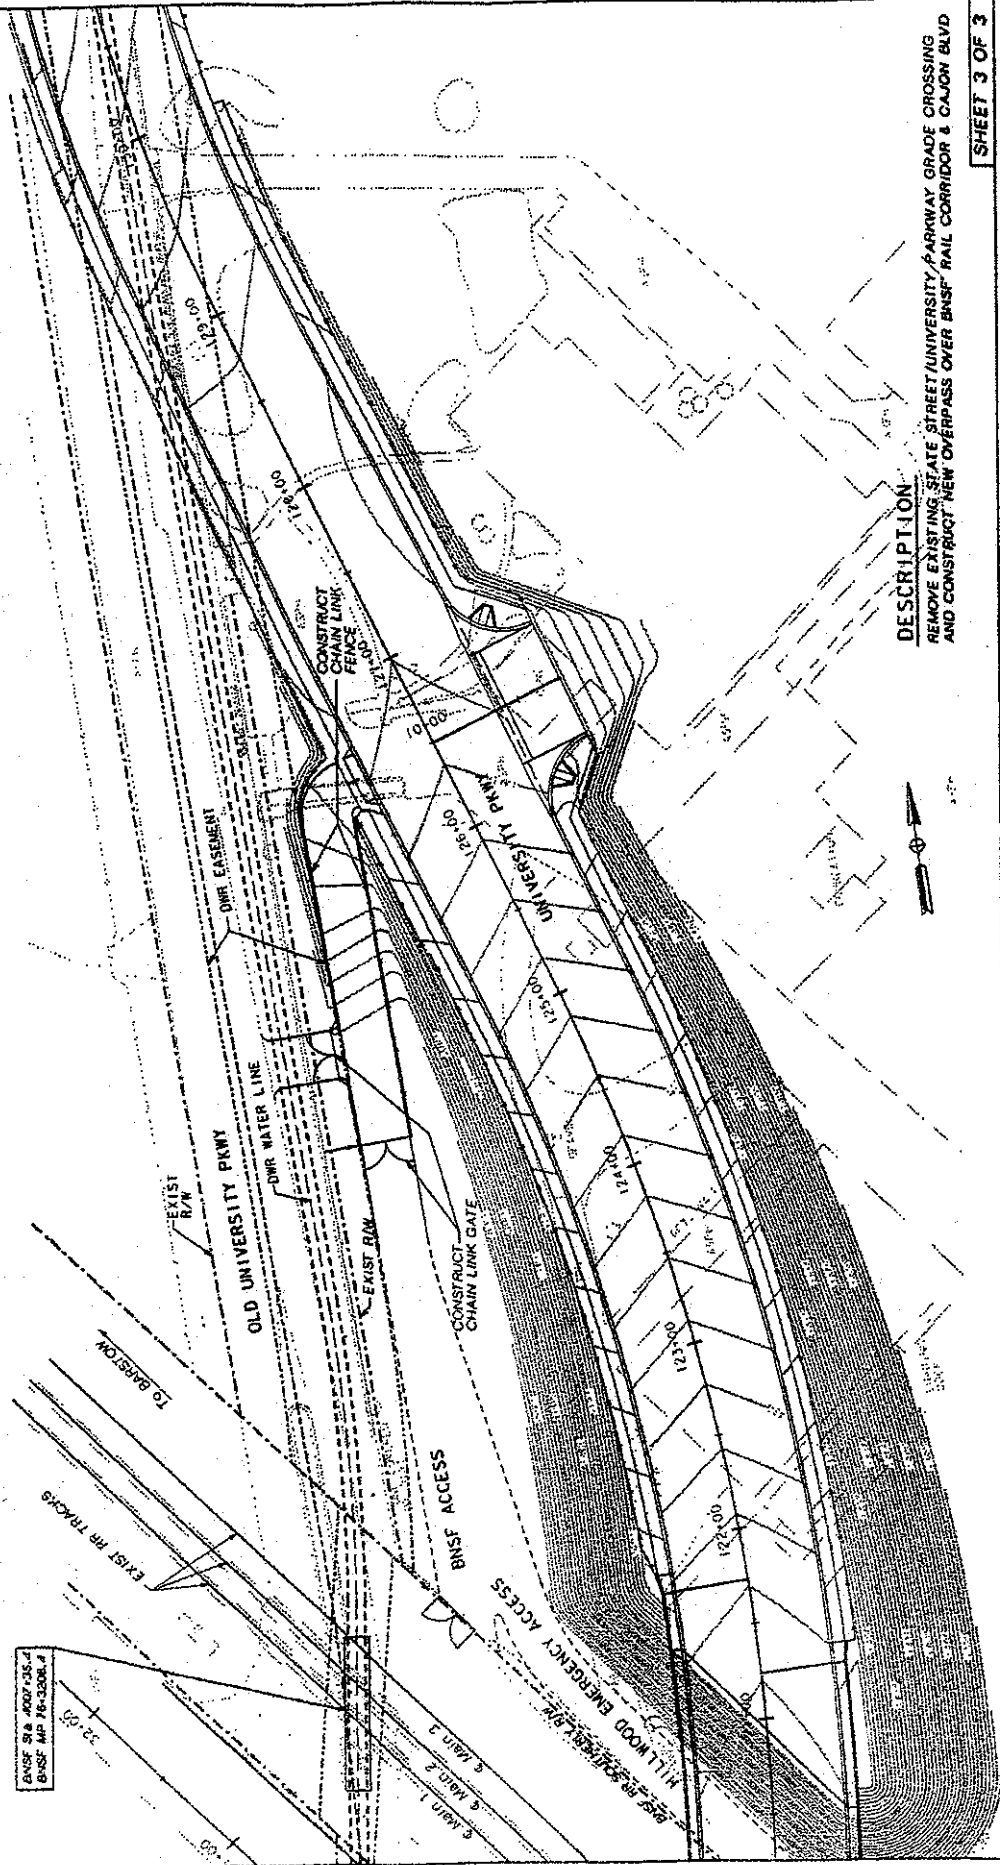 BNSF Sta 4007+35.4
BNSF MP 76+3208.4
32+00
To BARSTOW
EXIST RR TRACKS
℄ Main 1
℄ Main 2
℄ Main 3
EXIST
R/W
OLD UNIVERSITY PKWY
DWR WATER LINE
DWR EASEMENT
EXIST R/W
CONSTRUCT
CHAIN LINK
FENCE
CONSTRUCT
CHAIN LINK GATE
BNSF ACCESS
HILLWOOD EMERGENCY ACCESS
BNSF RR SOUTHERLY R/W
UNIVERSITY PKWY
122+00
123+00
124+00
125+00
126+00
127+00
128+00
129+00
DESCRIPTION
REMOVE EXISTING STATE STREET/UNIVERSITY PARKWAY GRADE CROSSING
AND CONSTRUCT NEW OVERPASS OVER BNSF RAIL CORRIDOR & CAJON BLVD
SHEET 3 OF 3